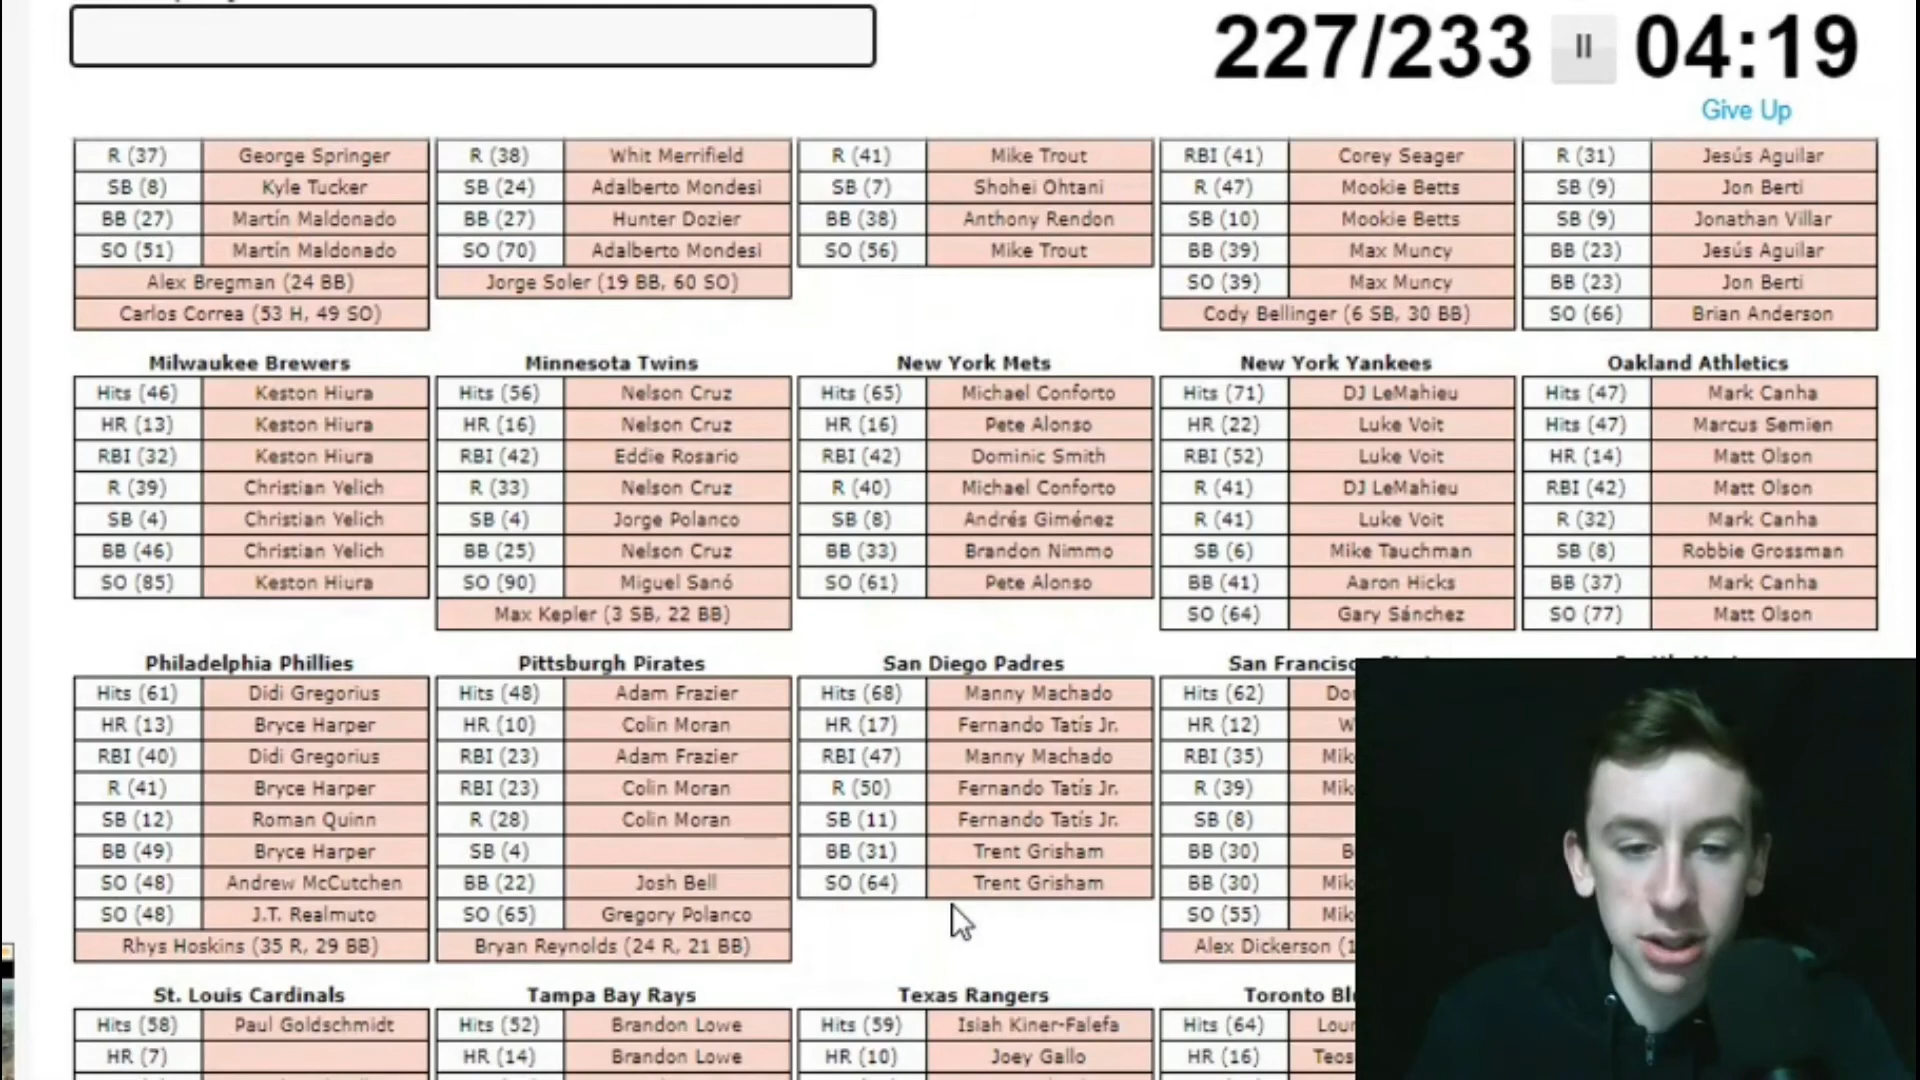 227/233 04:19
Give Up
R (37) George Springer R (38) Whit Merrifield R (41) Mike Trout RBI (41) Corey Seager R (31) Jesús Aguilar
SB (8) Kyle Tucker SB (24) Adalberto Mondesi SB (7) Shohei Ohtani R (47) Mookie Betts SB (9) Jon Berti
BB (27) Martín Maldonado BB (27) Hunter Dozier BB (38) Anthony Rendon SB (10) Mookie Betts SB (9) Jonathan Villar
SO (51) Martín Maldonado SO (70) Adalberto Mondesi SO (56) Mike Trout BB (39) Max Muncy BB (23) Jesús Aguilar
Alex Bregman (24 BB) Jorge Soler (19 BB, 60 SO) SO (39) Max Muncy BB (23) Jon Berti
Carlos Correa (53 H, 49 SO) Cody Bellinger (6 SB, 30 BB) SO (66) Brian Anderson
Milwaukee Brewers Minnesota Twins New York Mets New York Yankees Oakland Athletics
Hits (46) Keston Hiura Hits (56) Nelson Cruz Hits (65) Michael Conforto Hits (71) DJ LeMahieu Hits (47) Mark Canha
HR (13) Keston Hiura HR (16) Nelson Cruz HR (16) Pete Alonso HR (22) Luke Voit Hits (47) Marcus Semien
RBI (32) Keston Hiura RBI (42) Eddie Rosario RBI (42) Dominic Smith RBI (52) Luke Voit HR (14) Matt Olson
R (39) Christian Yelich R (33) Nelson Cruz R (40) Michael Conforto R (41) DJ LeMahieu RBI (42) Matt Olson
SB (4) Christian Yelich SB (4) Jorge Polanco SB (8) Andrés Giménez R (41) Luke Voit R (32) Mark Canha
BB (46) Christian Yelich BB (25) Nelson Cruz BB (33) Brandon Nimmo SB (6) Mike Tauchman SB (8) Robbie Grossman
SO (85) Keston Hiura SO (90) Miguel Sanó SO (61) Pete Alonso BB (41) Aaron Hicks BB (37) Mark Canha
Max Kepler (3 SB, 22 BB) SO (64) Gary Sánchez SO (77) Matt Olson
Philadelphia Phillies Pittsburgh Pirates San Diego Padres San Francisc
Hits (61) Didi Gregorius Hits (48) Adam Frazier Hits (68) Manny Machado Hits (62) Do
HR (13) Bryce Harper HR (10) Colin Moran HR (17) Fernando Tatís Jr. HR (12) W
RBI (40) Didi Gregorius RBI (23) Adam Frazier RBI (47) Manny Machado RBI (35) Mik
R (41) Bryce Harper RBI (23) Colin Moran R (50) Fernando Tatís Jr. R (39) Mik
SB (12) Roman Quinn R (28) Colin Moran SB (11) Fernando Tatís Jr. SB (8)
BB (49) Bryce Harper SB (4) BB (31) Trent Grisham BB (30) B
SO (48) Andrew McCutchen BB (22) Josh Bell SO (64) Trent Grisham BB (30) Mik
SO (48) J.T. Realmuto SO (65) Gregory Polanco SO (55) Mik
Rhys Hoskins (35 R, 29 BB) Bryan Reynolds (24 R, 21 BB) Alex Dickerson (1
St. Louis Cardinals Tampa Bay Rays Texas Rangers Toronto Bl
Hits (58) Paul Goldschmidt Hits (52) Brandon Lowe Hits (59) Isiah Kiner-Falefa Hits (64) Lour
HR (7) HR (14) Brandon Lowe HR (10) Joey Gallo HR (16) Teos